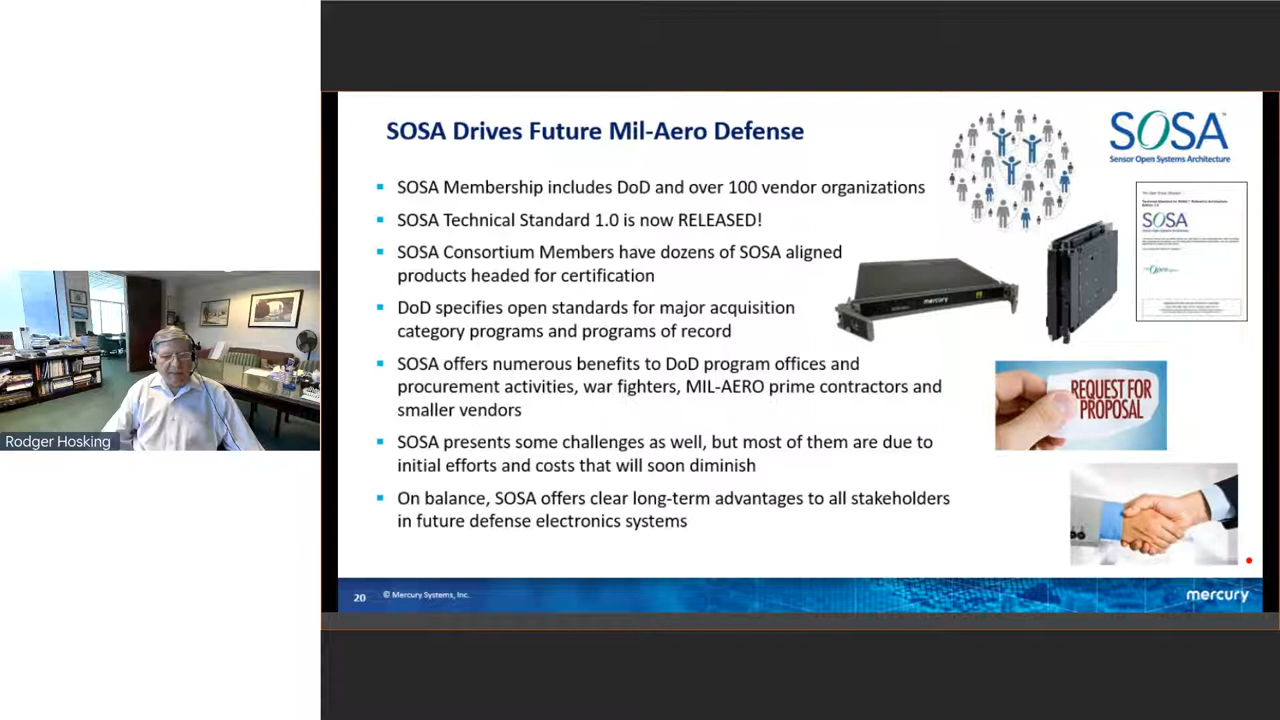 SOSA Drives Future Mil-Aero Defense
SOSA™
Sensor Open Systems Architecture
SOSA Membership includes DoD and over 100 vendor organizations
SOSA Technical Standard 1.0 is now RELEASED!
SOSA Consortium Members have dozens of SOSA aligned
products headed for certification
DoD specifies open standards for major acquisition
category programs and programs of record
SOSA offers numerous benefits to DoD program offices and
procurement activities, war fighters, MIL-AERO prime contractors and
smaller vendors
SOSA presents some challenges as well, but most of them are due to
initial efforts and costs that will soon diminish
On balance, SOSA offers clear long-term advantages to all stakeholders
in future defense electronics systems
mercury
SOSA
REQUEST FOR
PROPOSAL
Rodger Hosking
20
© Mercury Systems, Inc.
mercury